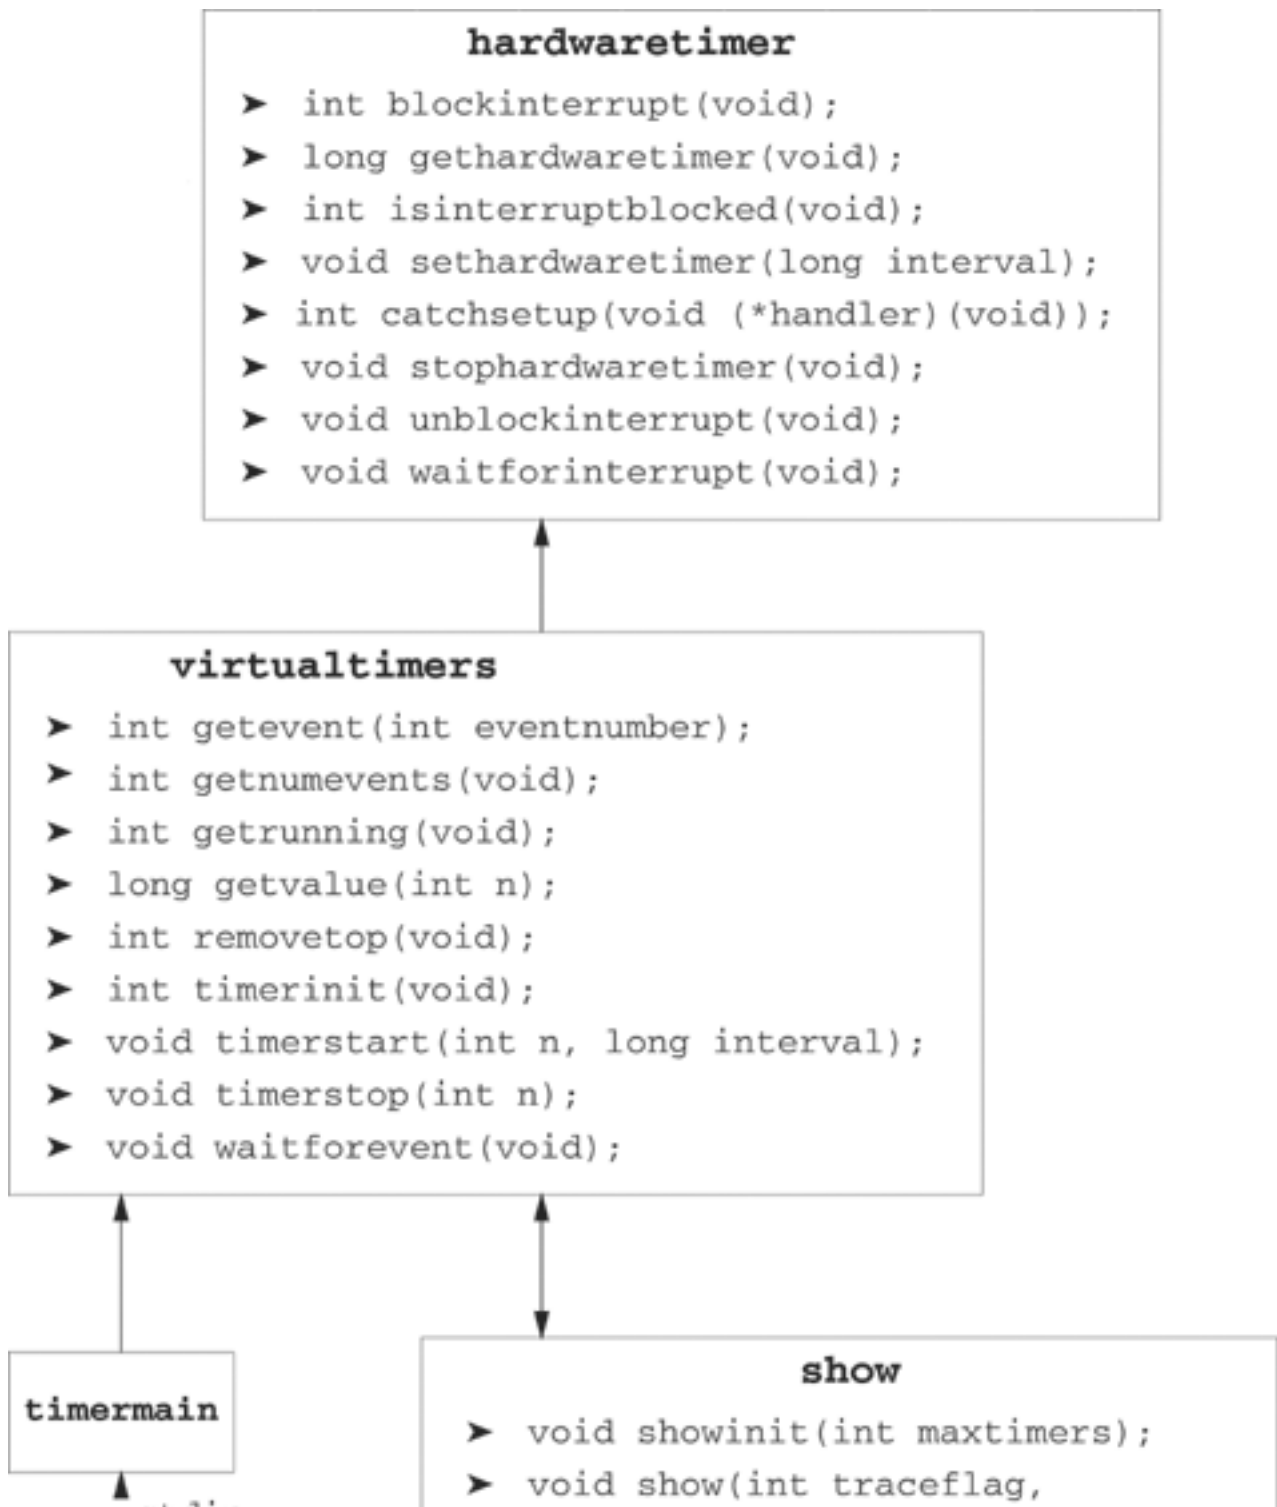 hardwaretimer
➤ int blockinterrupt(void);
➤ long gethardwaretimer(void);
➤ int isinterruptblocked(void);
➤ void sethardwaretimer(long interval);
➤ int catchsetup(void (*handler)(void));
➤ void stophardwaretimer(void);
➤ void unblockinterrupt(void);
➤ void waitforinterrupt(void);
virtualtimers
➤ int getevent(int eventnumber);
➤ int getnumevents(void);
➤ int getrunning(void);
➤ long getvalue(int n);
➤ int removetop(void);
➤ int timerinit(void);
➤ void timerstart(int n, long interval);
➤ void timerstop(int n);
➤ void waitforevent(void);
timermain
show
➤ void showinit(int maxtimers);
➤ void show(int traceflag,